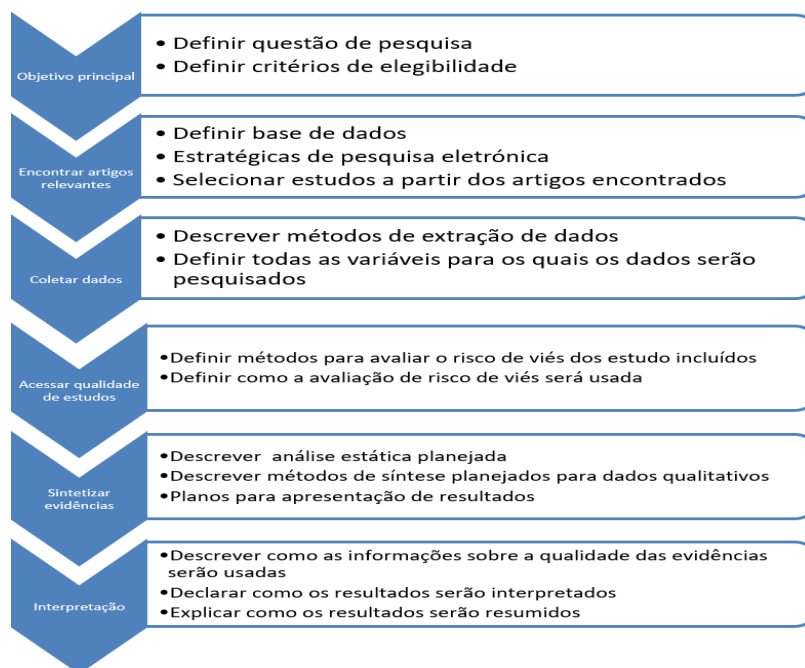 Objetivo principal
• Definir questão de pesquisa
• Definir critérios de elegibilidade
Encontrar artigos
relevantes
• Definir base de dados
• Estratégicas de pesquisa eletrónica
• Selecionar estudos a partir dos artigos encontrados
Coletar dados
• Descrever métodos de extração de dados
• Definir todas as variáveis para os quais os dados serão
pesquisados
Acessar qualidade
de estudos
•Definir métodos para avaliar o risco de viés dos estudo incluídos
•Definir como a avaliação de risco de viés será usada
Sintetizar
evidências
•Descrever análise estática planejada
•Descrever métodos de síntese planejados para dados qualitativos
•Planos para apresentação de resultados
Interpretação
•Descrever como as informações sobre a qualidade das evidências
serão usadas
•Declarar como os resultados serão interpretados
•Explicar como os resultados serão resumidos